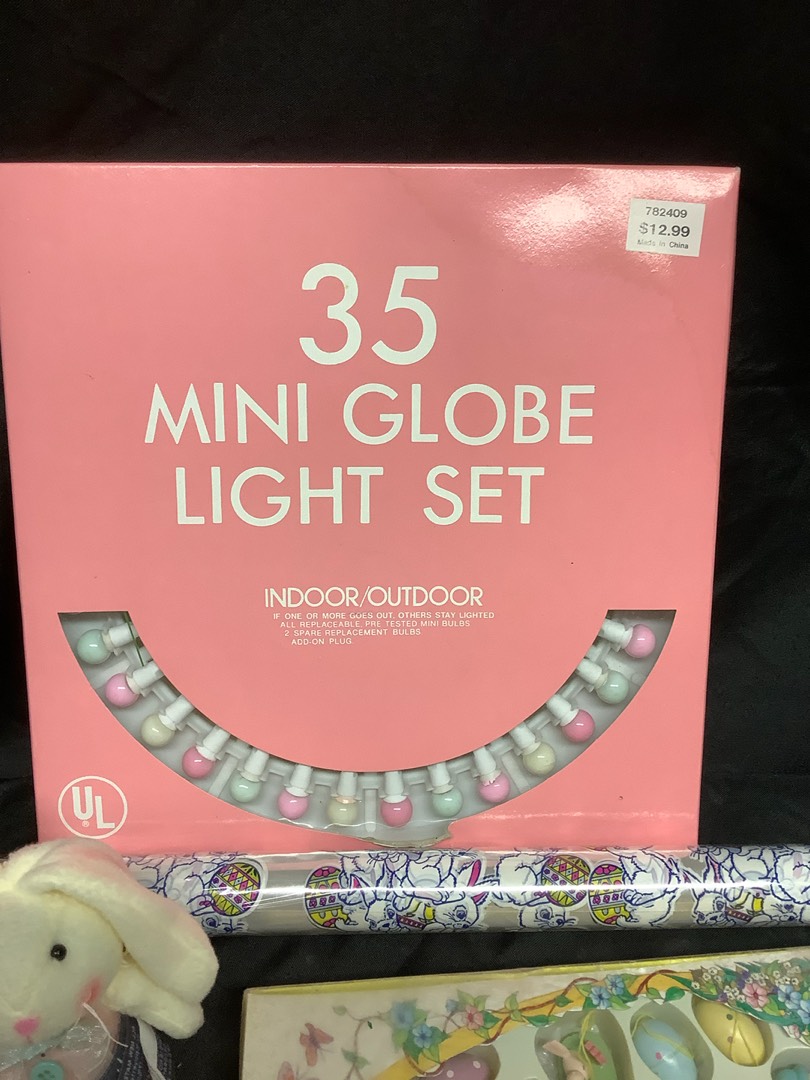 782409
$12.99
Made in China
35
MINI GLOBE
LIGHT SET
INDOOR/OUTDOOR
IF ONE OR MORE GOES OUT, OTHERS STAY LIGHTED
ALL REPLACEABLE, PRE TESTED MINI BULBS
2 SPARE REPLACEMENT BULBS
ADD-ON PLUG.
UL
®